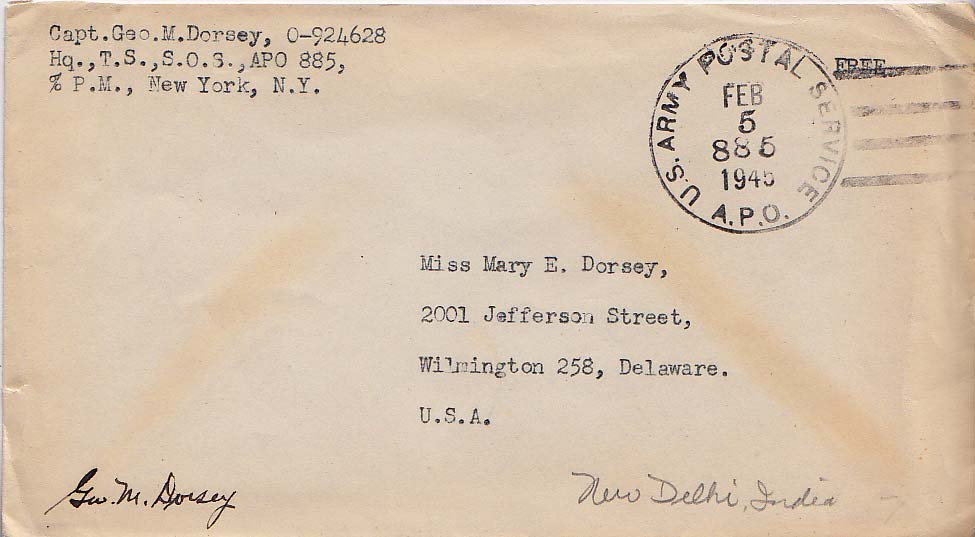 Capt.Geo.M.Dorsey, O-924628
Hq.,T.S.,S.O.S.,APO 885,
% P.M., New York, N.Y.
U.S. ARMY POSTAL SERVICE
FEB
5
885
1945
A.P.O.
FREE
Miss Mary E. Dorsey,
2001 Jefferson Street,
Wilmington 258, Delaware.
U.S.A.
Geo. M. Dorsey
New Delhi, India